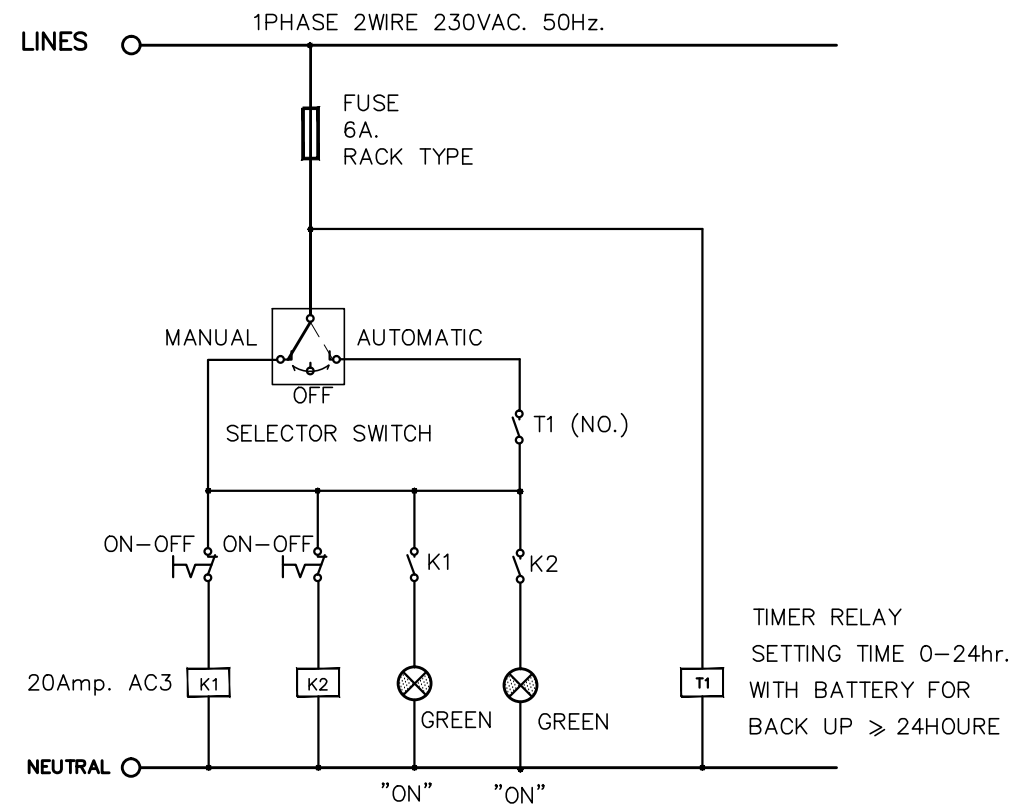 1PHASE 2WIRE 230VAC. 50Hz.
LINES
FUSE
6A.
RACK TYPE
MANUAL
AUTOMATIC
OFF
SELECTOR SWITCH
T1 (NO.)
ON-OFF
ON-OFF
K1
K2
20Amp. AC3
K1
K2
GREEN
GREEN
T1
TIMER RELAY
SETTING TIME 0-24hr.
WITH BATTERY FOR
BACK UP ⩾ 24HOURE
NEUTRAL
"ON"
"ON"